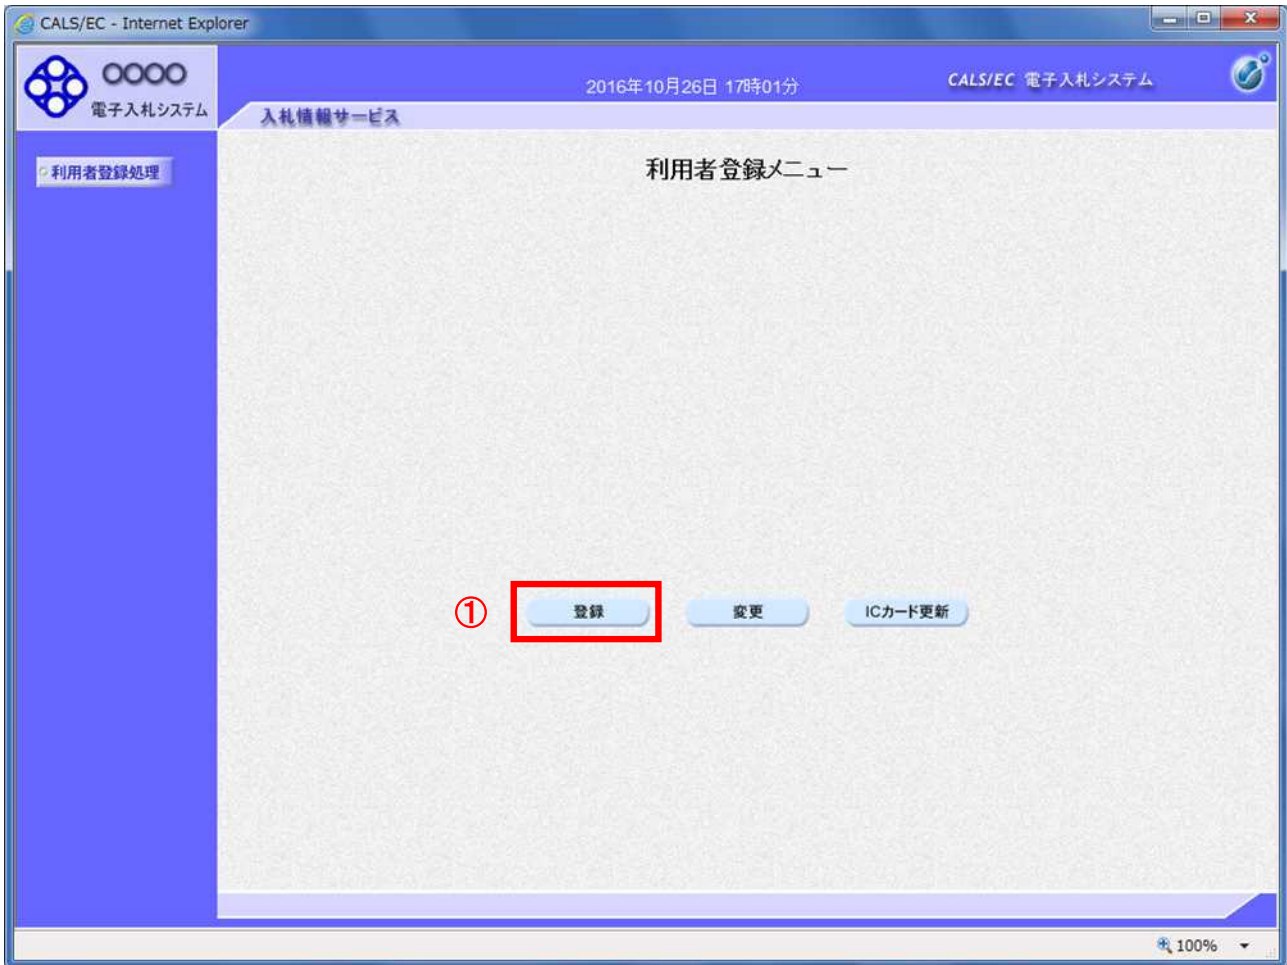 CALS/EC - Internet Explorer
〇〇〇〇
電子入札システム
2016年10月26日 17時01分
CALS/EC 電子入札システム
入札情報サービス
利用者登録処理
利用者登録メニュー
①
登録
変更
ICカード更新
100%